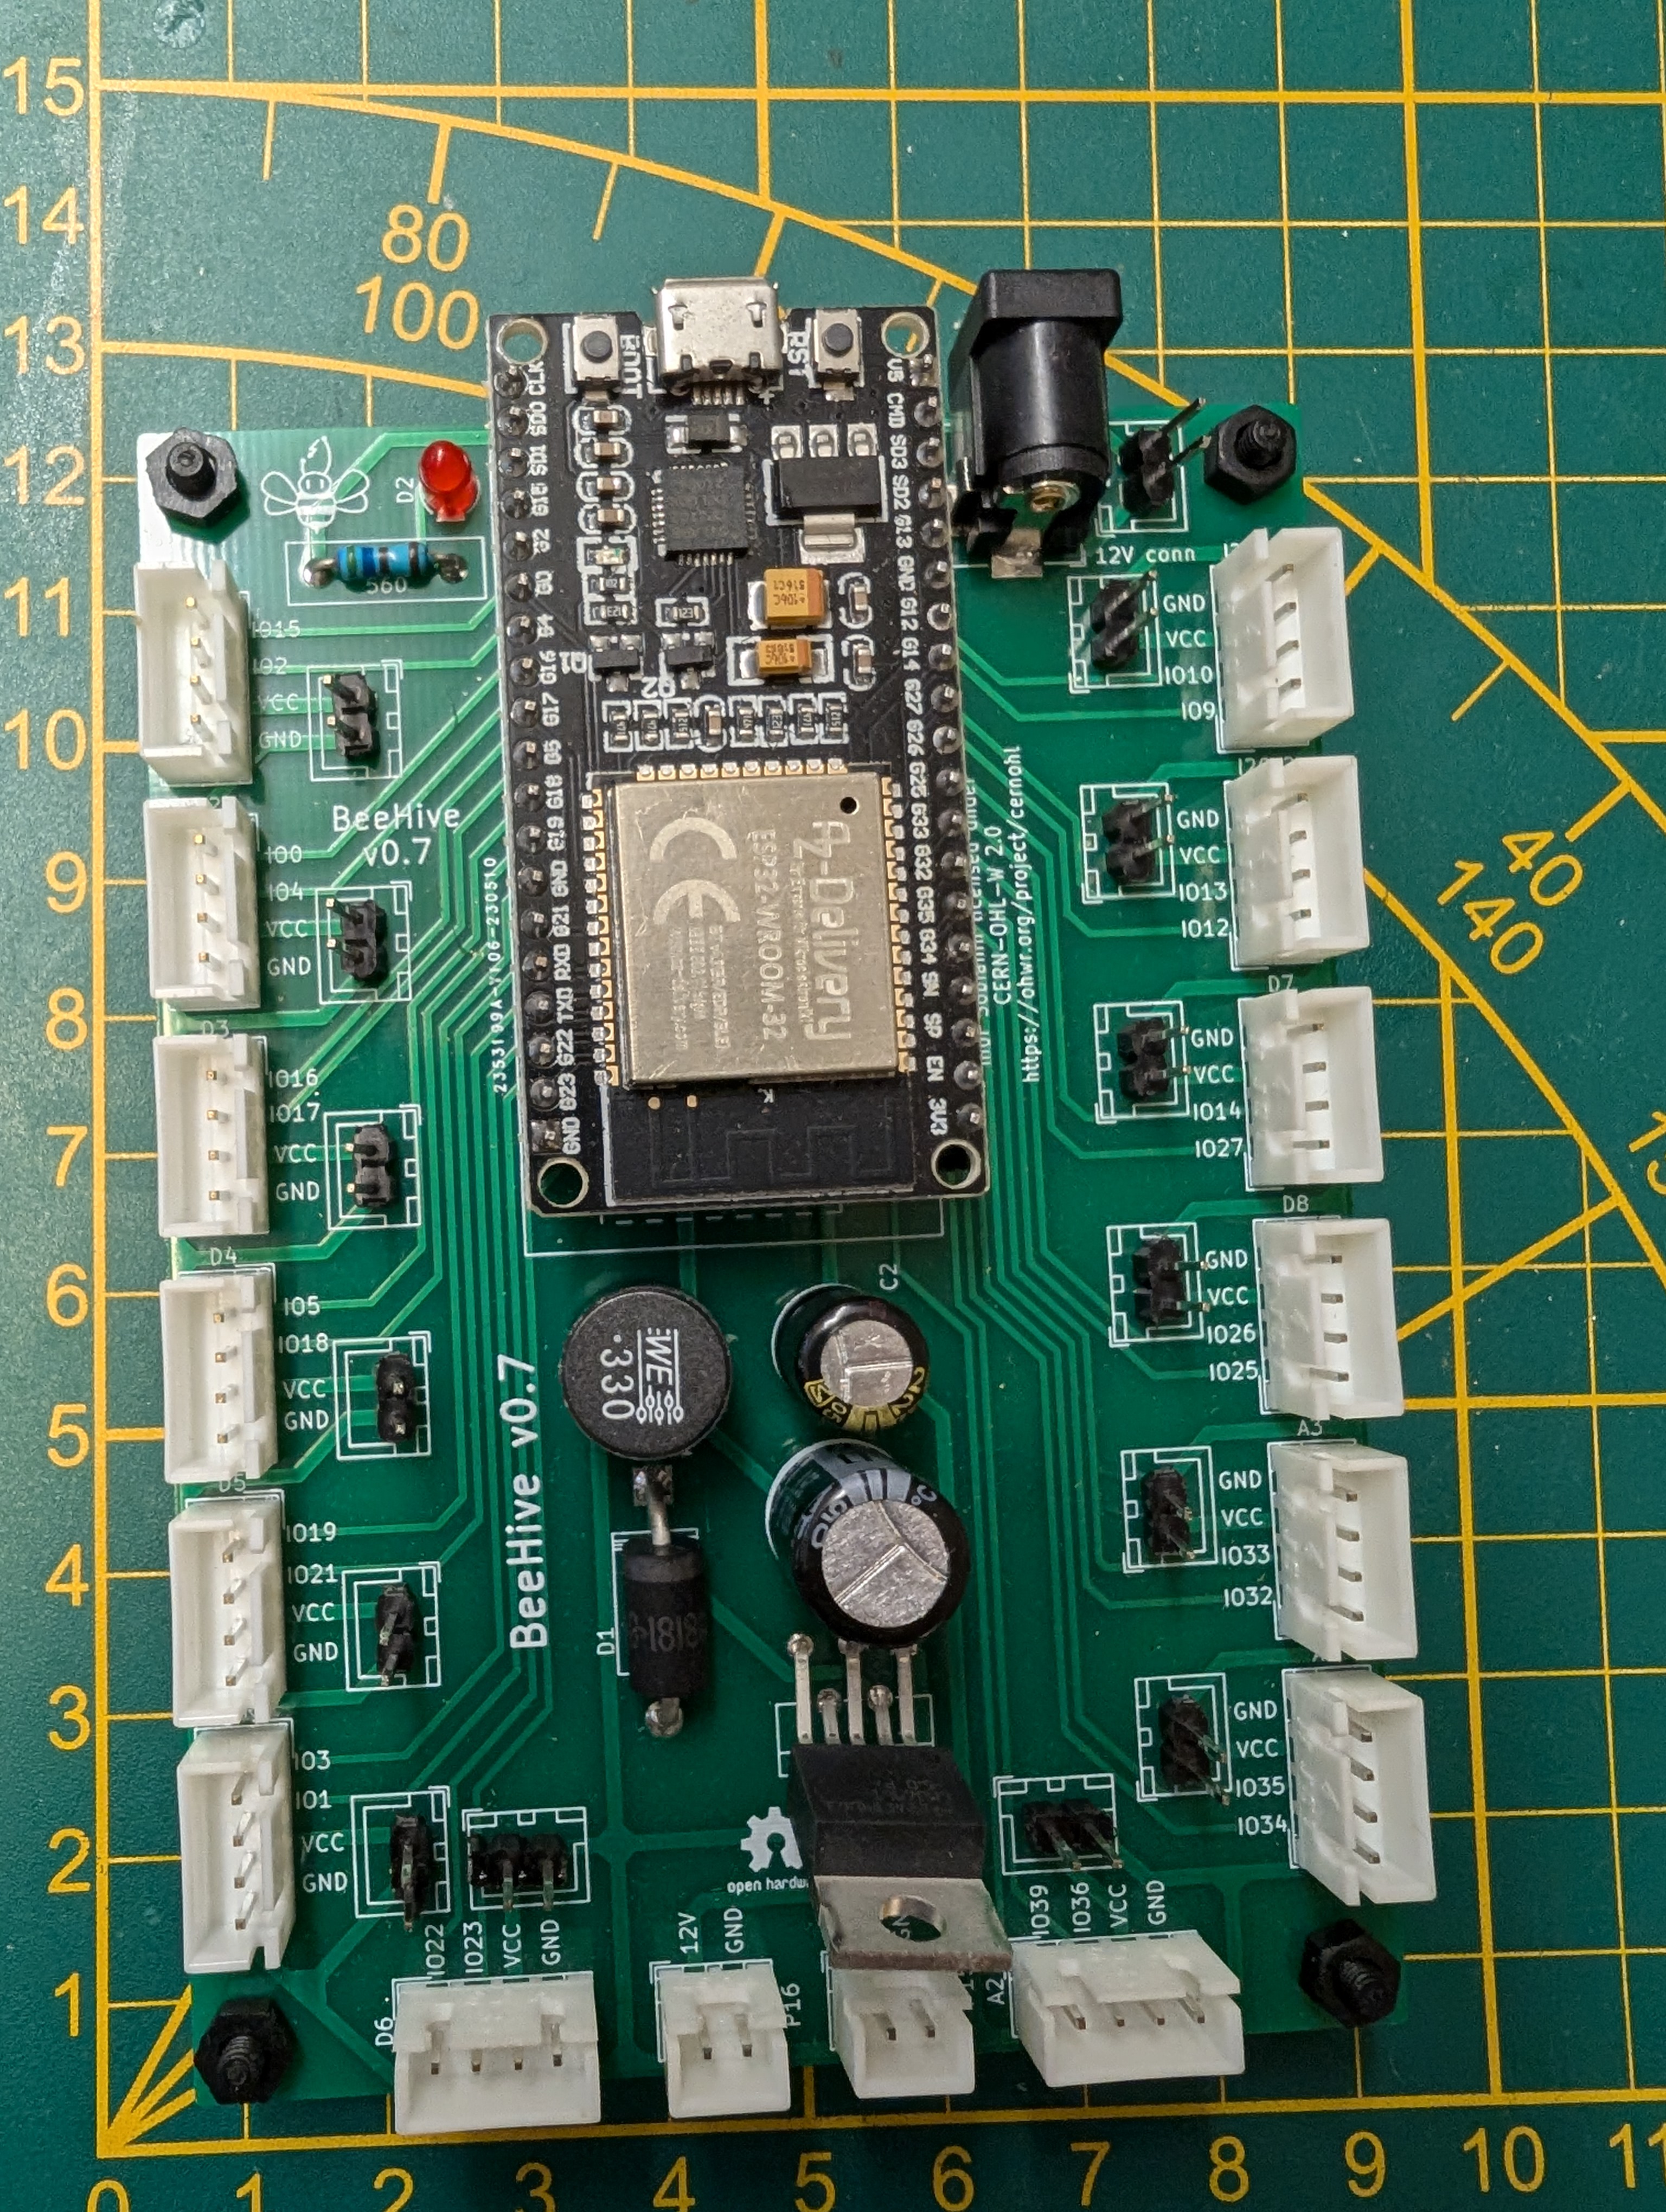 15
14
13
12
11
10
9
8
7
6
5
4
3
2
1
0
1
2
3
4
5
6
7
8
9
10
11
80
100
40
140
BOOT
RST
CLK
SD0
SD1
G15
G2
G0
G4
G16
G17
G5
G18
G19
GND
G21
RXD
TXD
G22
G23
GND
V5
CMD
SD3
SD2
G13
GND
G12
G14
G27
G26
G25
G33
G32
G35
G34
SN
SP
EN
3V3
AZ-Delivery
ESP32-WROOM-32
CE
D2
560
IO15
IO2
VCC
GND
BeeHive
v0.7
IO0
IO4
VCC
GND
D3
IO16
IO17
VCC
GND
D4
IO5
IO18
VCC
GND
D5
IO19
IO21
VCC
GND
IO3
IO1
VCC
GND
2353199A_Y106-230510
BeeHive v0.7
WE
330
C2
D1
12V conn
GND
VCC
IO10
IO9
GND
VCC
IO13
IO12
D7
GND
VCC
IO14
IO27
D8
GND
VCC
IO26
IO25
A3
GND
VCC
IO33
IO32
GND
VCC
IO35
IO34
CERN-OHL-W 2.0
https://ohwr.org/project/cernohl
open hardw
D6
IO22
IO23
VCC
GND
12V
GND
P16
A2
IO39
IO36
VCC
GND